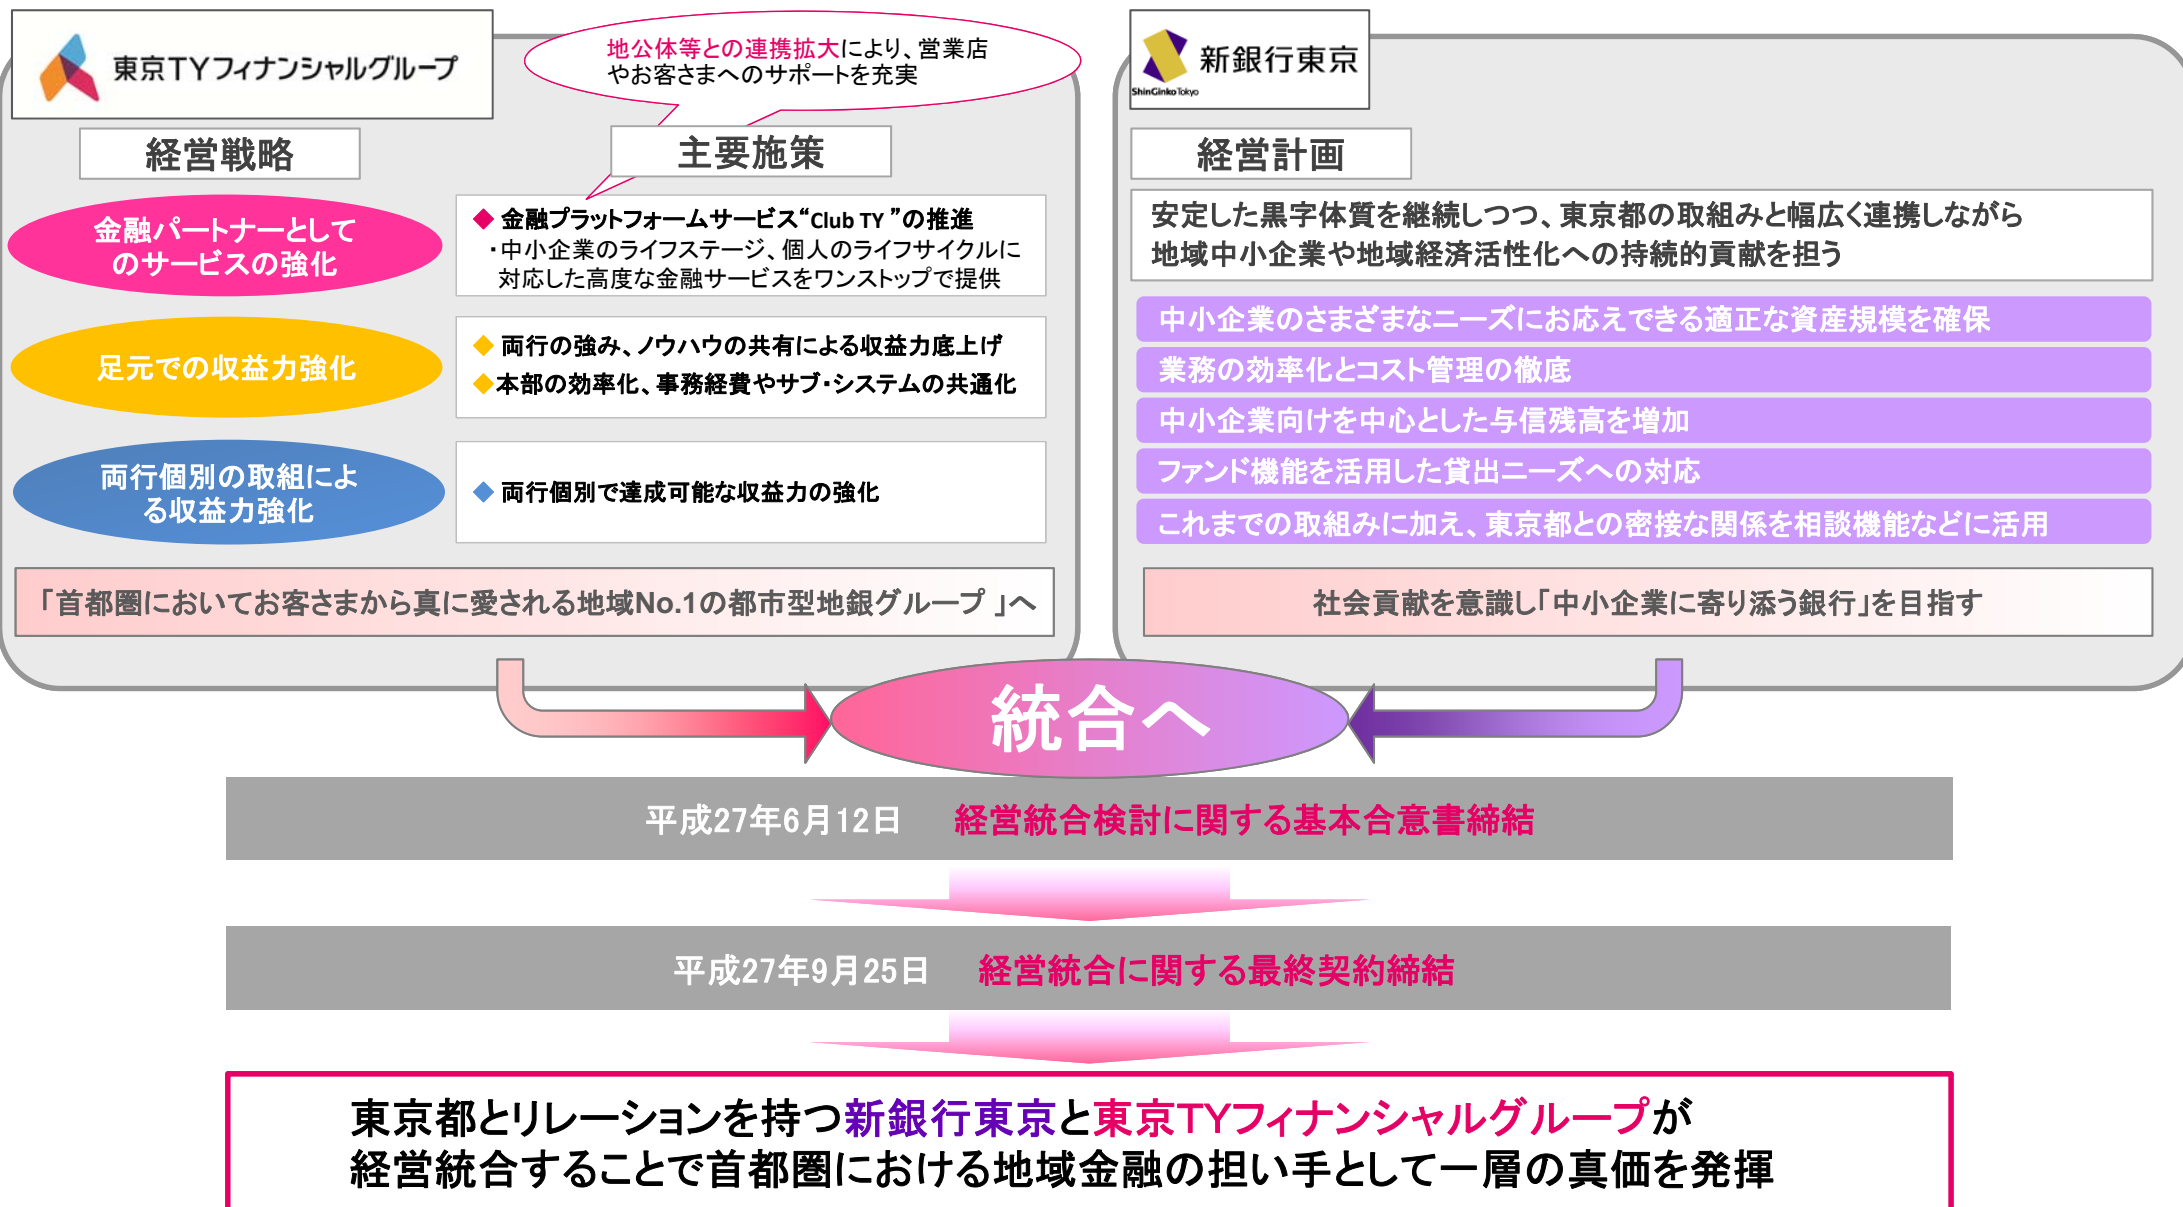 東京TYフィナンシャルグループ
地公体等との連携拡大により、営業店
やお客さまへのサポートを充実
経営戦略
主要施策
金融パートナーとして
のサービスの強化
◆ 金融プラットフォームサービス“Club TY ”の推進
・中小企業のライフステージ、個人のライフサイクルに
対応した高度な金融サービスをワンストップで提供
足元での収益力強化
◆ 両行の強み、ノウハウの共有による収益力底上げ
◆本部の効率化、事務経費やサブ・システムの共通化
両行個別の取組によ
る収益力強化
◆ 両行個別で達成可能な収益力の強化
「首都圏においてお客さまから真に愛される地域No.1の都市型地銀グループ 」へ
新銀行東京
ShinGinkoTokyo
経営計画
安定した黒字体質を継続しつつ、東京都の取組みと幅広く連携しながら
地域中小企業や地域経済活性化への持続的貢献を担う
中小企業のさまざまなニーズにお応えできる適正な資産規模を確保
業務の効率化とコスト管理の徹底
中小企業向けを中心とした与信残高を増加
ファンド機能を活用した貸出ニーズへの対応
これまでの取組みに加え、東京都との密接な関係を相談機能などに活用
社会貢献を意識し「中小企業に寄り添う銀行」を目指す
統合へ
平成27年6月12日 経営統合検討に関する基本合意書締結
平成27年9月25日 経営統合に関する最終契約締結
東京都とリレーションを持つ新銀行東京と東京TYフィナンシャルグループが
経営統合することで首都圏における地域金融の担い手として一層の真価を発揮